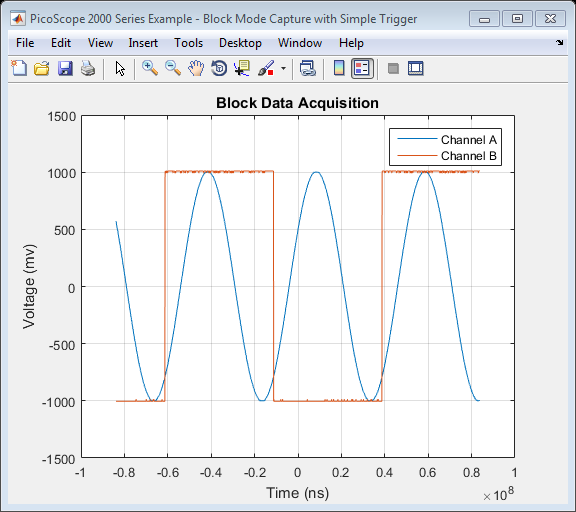 PicoScope 2000 Series Example - Block Mode Capture with Simple Trigger
File Edit View Insert Tools Desktop Window Help
Block Data Acquisition
Channel A
Channel B
Voltage (mv)
1500
1000
500
0
-500
-1000
-1500
-1 -0.8 -0.6 -0.4 -0.2 0 0.2 0.4 0.6 0.8 1
Time (ns)
×10^8